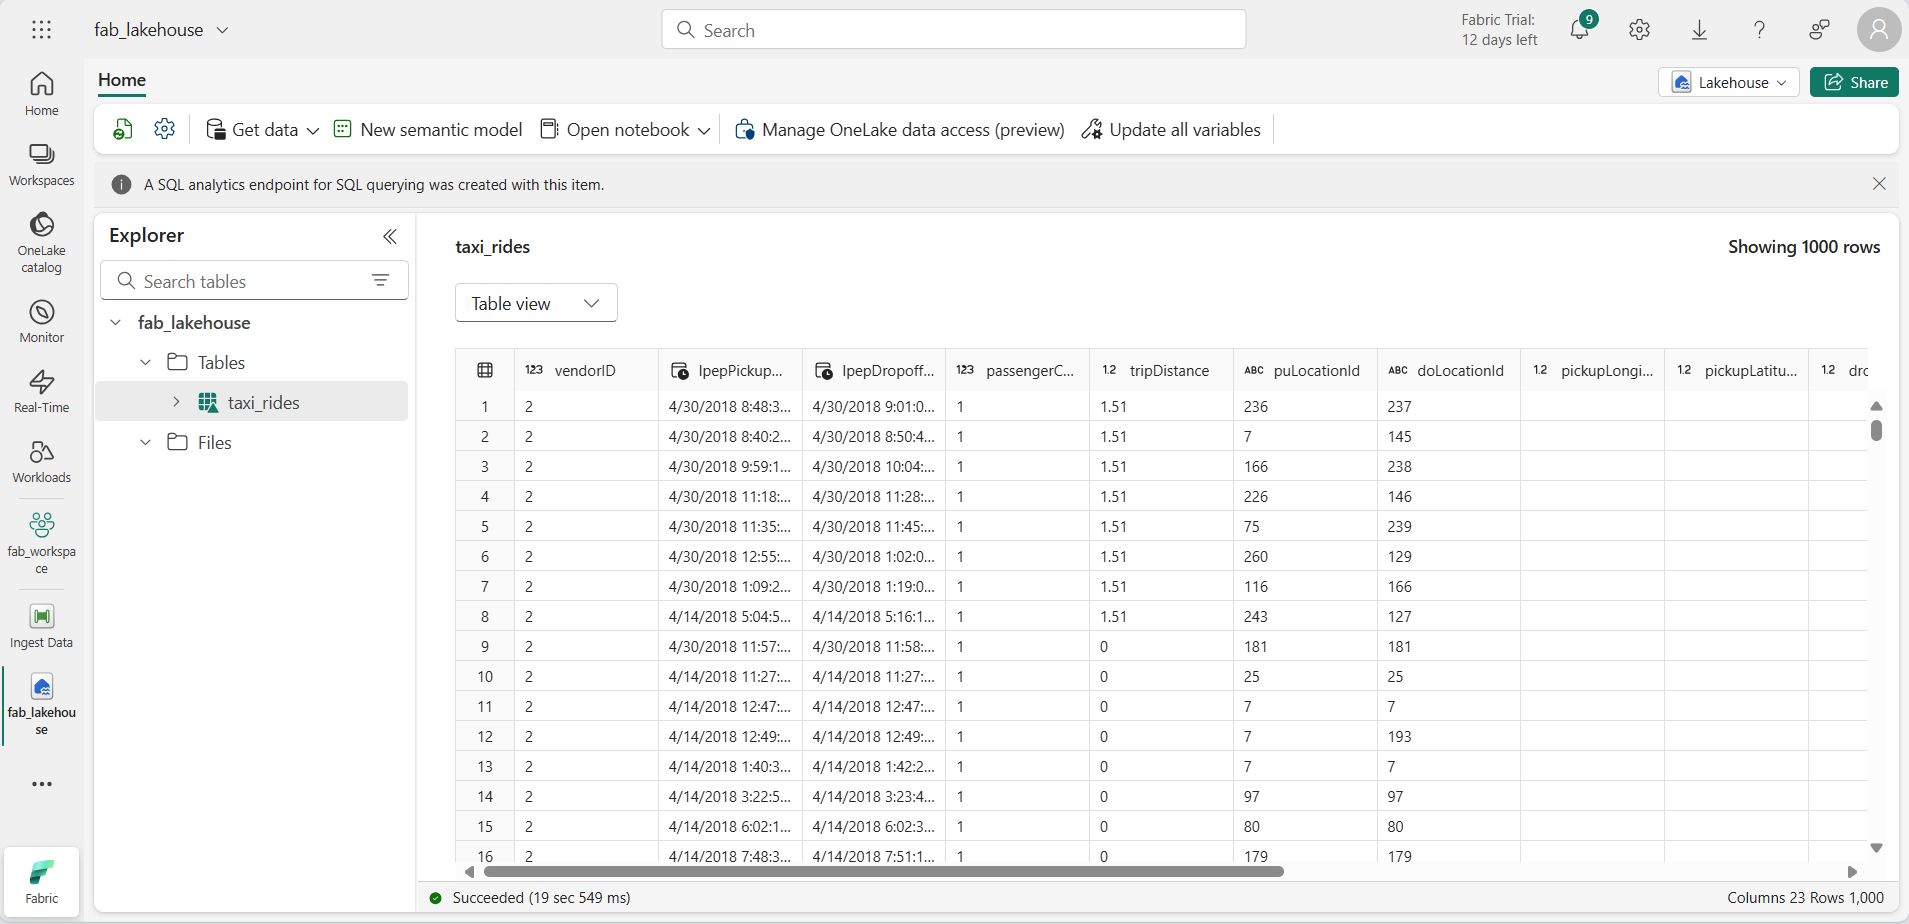 fab_lakehouse
Search
Fabric Trial:
12 days left
9
Home
Workspaces
OneLake
catalog
Monitor
Real-Time
Workloads
fab_workspa
ce
Ingest Data
fab_lakehou
se
Fabric
Home
Lakehouse
Share
Get data
New semantic model
Open notebook
Manage OneLake data access (preview)
Update all variables
A SQL analytics endpoint for SQL querying was created with this item.
Explorer
Search tables
fab_lakehouse
Tables
taxi_rides
Files
taxi_rides
Showing 1000 rows
Table view
123 vendorID lpepPickup... lpepDropoff... 123 passengerC... 1.2 tripDistance ABC puLocationId ABC doLocationId 1.2 pickupLongi... 1.2 pickupLatitu... 1.2 drc
1 2 4/30/2018 8:48:3... 4/30/2018 9:01:0... 1 1.51 236 237
2 2 4/30/2018 8:40:2... 4/30/2018 8:50:4... 1 1.51 7 145
3 2 4/30/2018 9:59:1... 4/30/2018 10:04:... 1 1.51 166 238
4 2 4/30/2018 11:18:... 4/30/2018 11:28:... 1 1.51 226 146
5 2 4/30/2018 11:35:... 4/30/2018 11:45:... 1 1.51 75 239
6 2 4/30/2018 12:55:... 4/30/2018 1:02:0... 1 1.51 260 129
7 2 4/30/2018 1:09:2... 4/30/2018 1:19:0... 1 1.51 116 166
8 2 4/14/2018 5:04:5... 4/14/2018 5:16:1... 1 1.51 243 127
9 2 4/30/2018 11:57:... 4/30/2018 11:58:... 1 0 181 181
10 2 4/14/2018 11:27:... 4/14/2018 11:27:... 1 0 25 25
11 2 4/14/2018 12:47:... 4/14/2018 12:47:... 1 0 7 7
12 2 4/14/2018 12:49:... 4/14/2018 12:49:... 1 0 7 193
13 2 4/14/2018 1:40:3... 4/14/2018 1:42:2... 1 0 7 7
14 2 4/14/2018 3:22:5... 4/14/2018 3:23:4... 1 0 97 97
15 2 4/14/2018 6:02:1... 4/14/2018 6:02:3... 1 0 80 80
16 2 4/14/2018 7:48:3... 4/14/2018 7:51:1... 1 0 179 179
Succeeded (19 sec 549 ms)
Columns 23 Rows 1,000